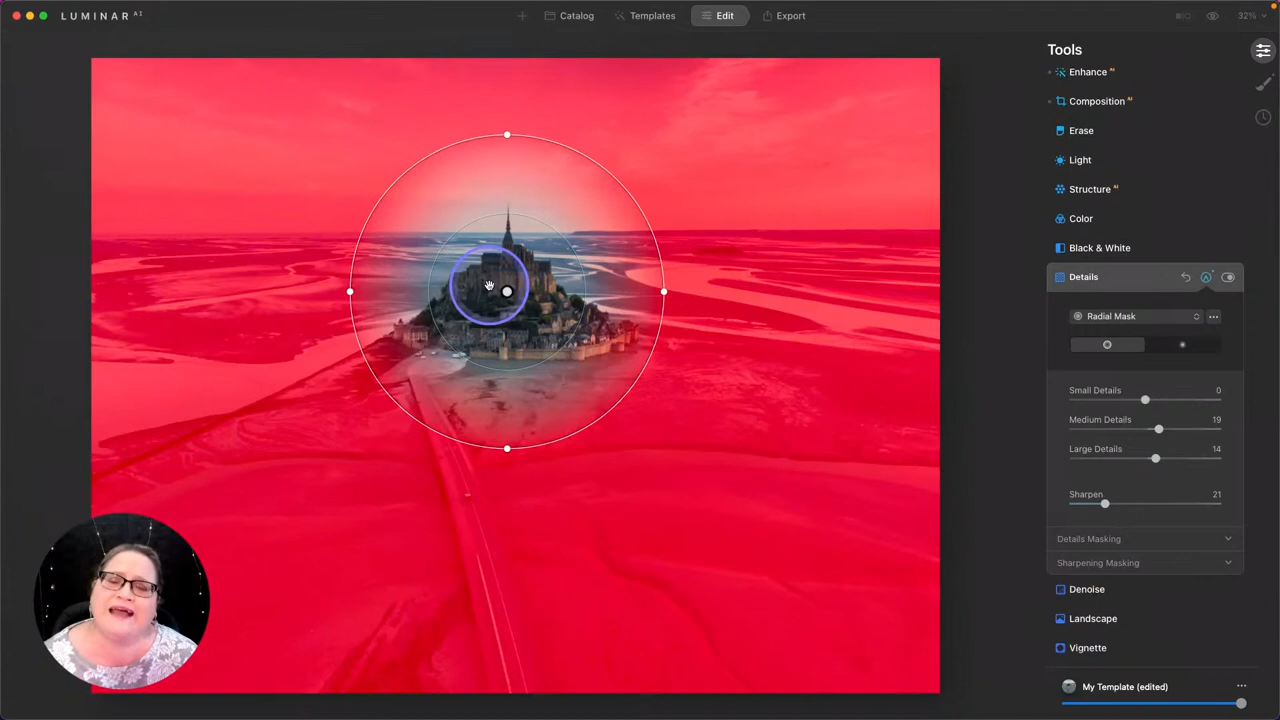 LUMINAR AI
Catalog
Templates
Edit
Export
32%
Tools
Enhance AI
Composition AI
Erase
Light
Structure AI
Color
Black & White
Details
Radial Mask
Small Details 0
Medium Details 19
Large Details 14
Sharpen 21
Details Masking
Sharpening Masking
Denoise
Landscape
Vignette
My Template (edited)